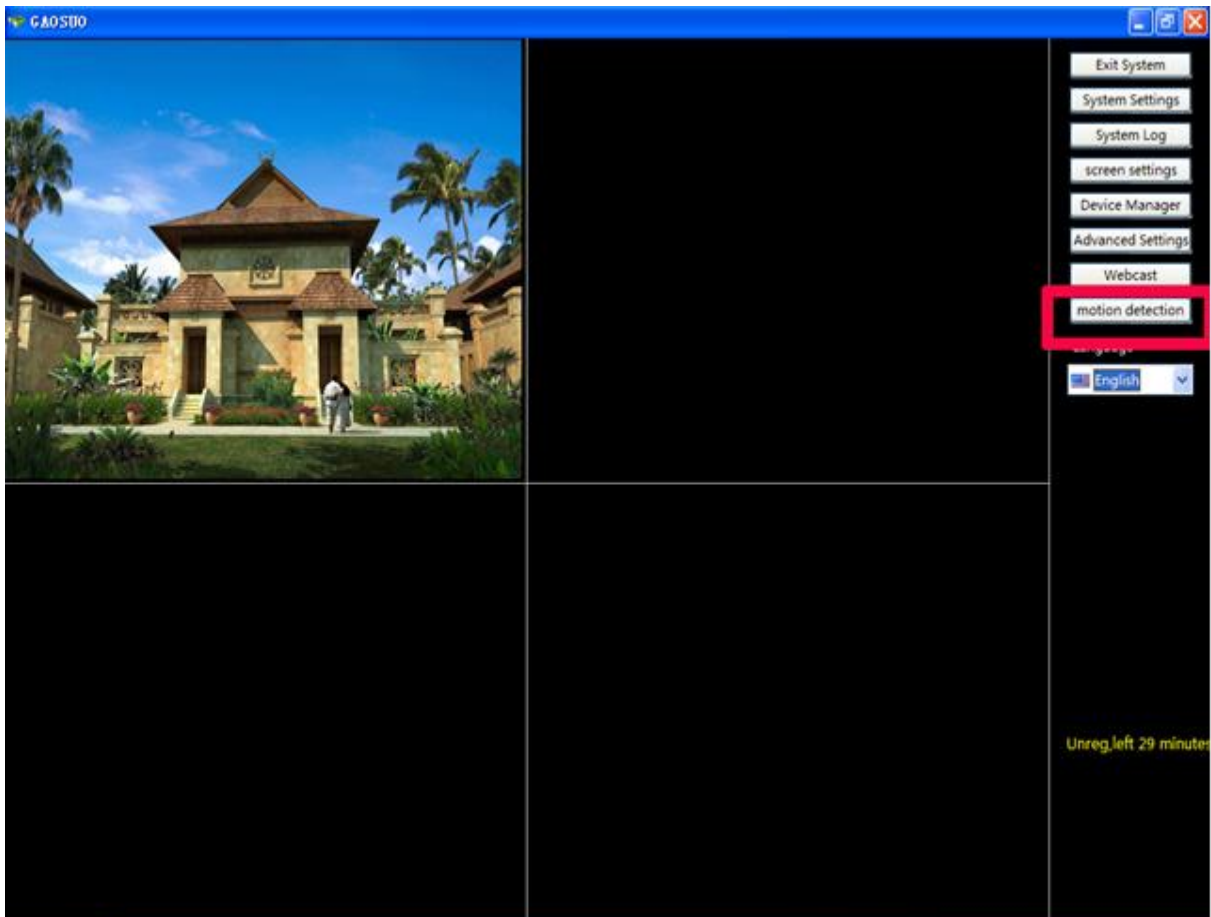 GAOSUO
Exit System
System Settings
System Log
screen settings
Device Manager
Advanced Settings
Webcast
motion detection
Language
English
Unreg,left 29 minutes